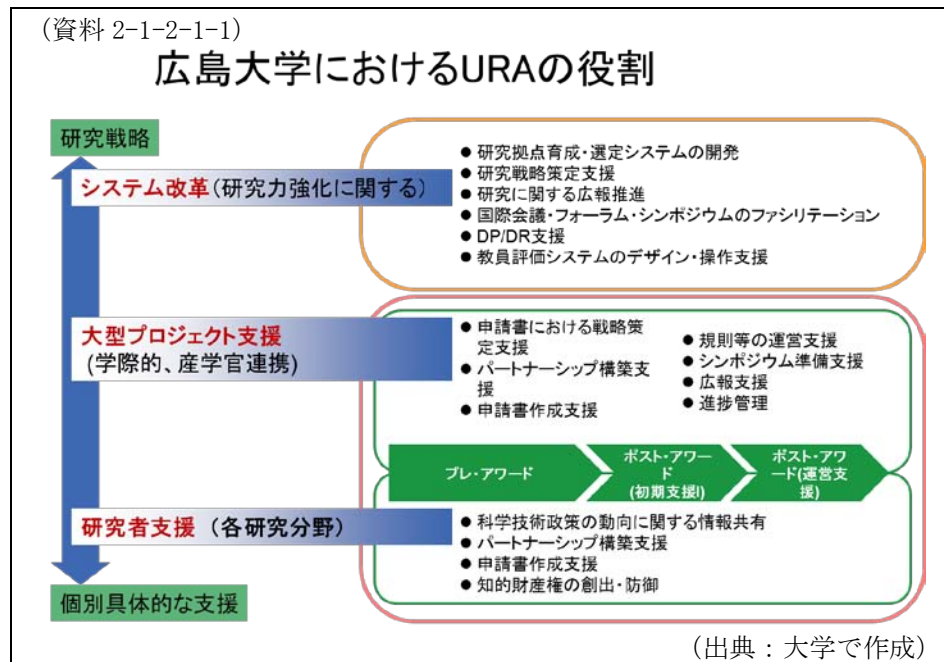 (資料 2-1-2-1-1)
広島大学におけるURAの役割
研究戦略
システム改革(研究力強化に関する)
● 研究拠点育成・選定システムの開発
● 研究戦略策定支援
● 研究に関する広報推進
● 国際会議・フォーラム・シンポジウムのファシリテーション
● DP/DR支援
● 教員評価システムのデザイン・操作支援
大型プロジェクト支援
(学際的、産学官連携)
● 申請書における戦略策
定支援
● パートナーシップ構築支
援
● 申請書作成支援
● 規則等の運営支援
● シンポジウム準備支援
● 広報支援
● 進捗管理
プレ・アワード
ポスト・アワー
ド
(初期支援I)
ポスト・アワ
ード(運営支
援)
研究者支援 (各研究分野)
● 科学技術政策の動向に関する情報共有
● パートナーシップ構築支援
● 申請書作成支援
● 知的財産権の創出・防御
個別具体的な支援
(出典:大学で作成)